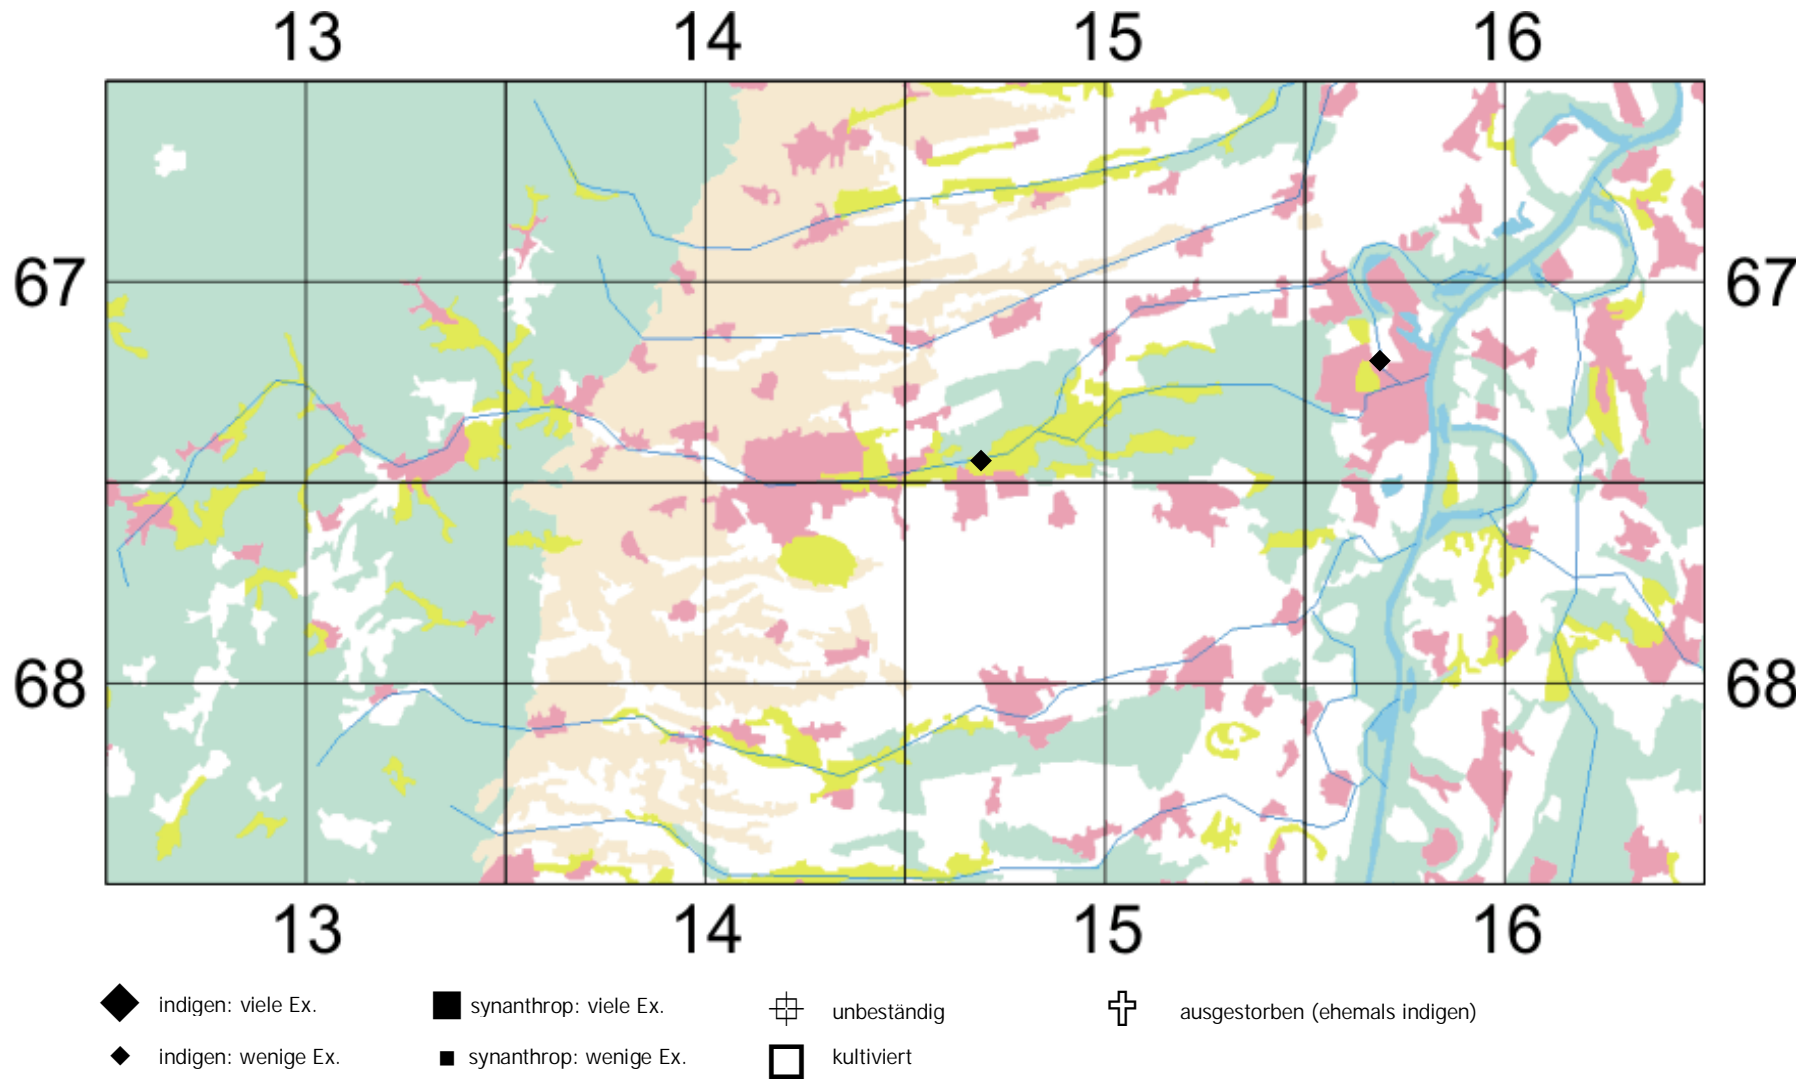 13 14 15 16
67 67
68 68
13 14 15 16
indigen: viele Ex. synanthrop: viele Ex. unbeständig ausgestorben (ehemals indigen)
indigen: wenige Ex. synanthrop: wenige Ex. kultiviert